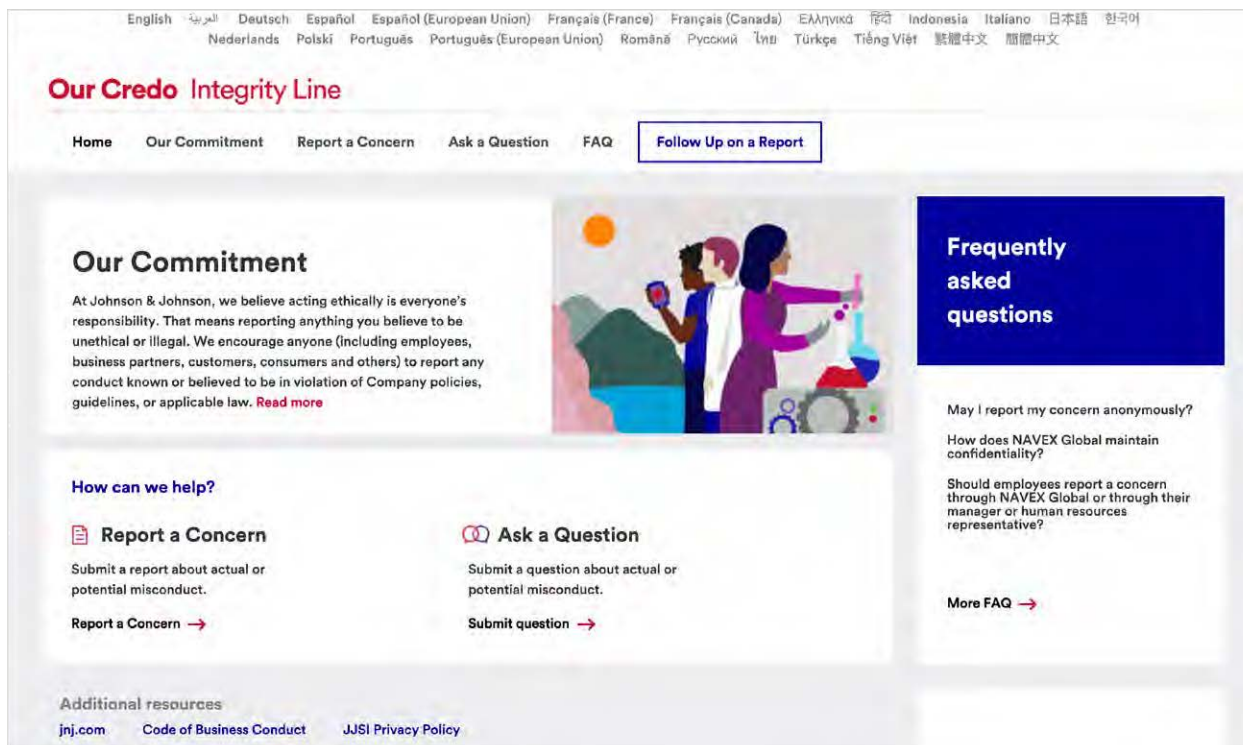 English العربية Deutsch Español Español (European Union) Français (France) Français (Canada) Ελληνικά हिंदी Indonesia Italiano 日本語 한국어
Nederlands Polski Português Português (European Union) Română Русский ไทย Türkçe Tiếng Việt 繁體中文 簡體中文
Our Credo Integrity Line
Home Our Commitment Report a Concern Ask a Question FAQ Follow Up on a Report
Our Commitment
At Johnson & Johnson, we believe acting ethically is everyone's
responsibility. That means reporting anything you believe to be
unethical or illegal. We encourage anyone (including employees,
business partners, customers, consumers and others) to report any
conduct known or believed to be in violation of Company policies,
guidelines, or applicable law. Read more
Frequently
asked
questions
May I report my concern anonymously?
How does NAVEX Global maintain
confidentiality?
Should employees report a concern
through NAVEX Global or through their
manager or human resources
representative?
More FAQ
How can we help?
Report a Concern
Submit a report about actual or
potential misconduct.
Report a Concern
Ask a Question
Submit a question about actual or
potential misconduct.
Submit question
Additional resources
jnj.com Code of Business Conduct JJSI Privacy Policy